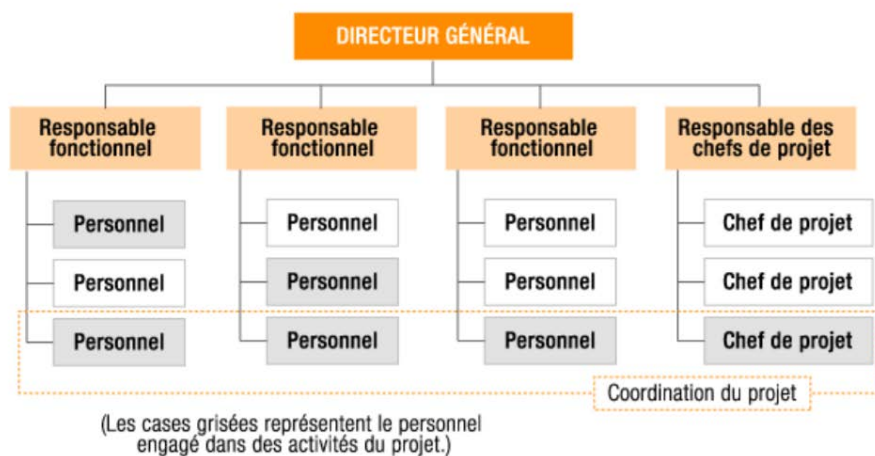 DIRECTEUR GÉNÉRAL
Responsable
fonctionnel
Responsable
fonctionnel
Responsable
fonctionnel
Responsable des
chefs de projet
Personnel
Personnel
Personnel
Chef de projet
Personnel
Personnel
Personnel
Chef de projet
Personnel
Personnel
Personnel
Chef de projet
Coordination du projet
(Les cases grisées représentent le personnel
engagé dans des activités du projet.)